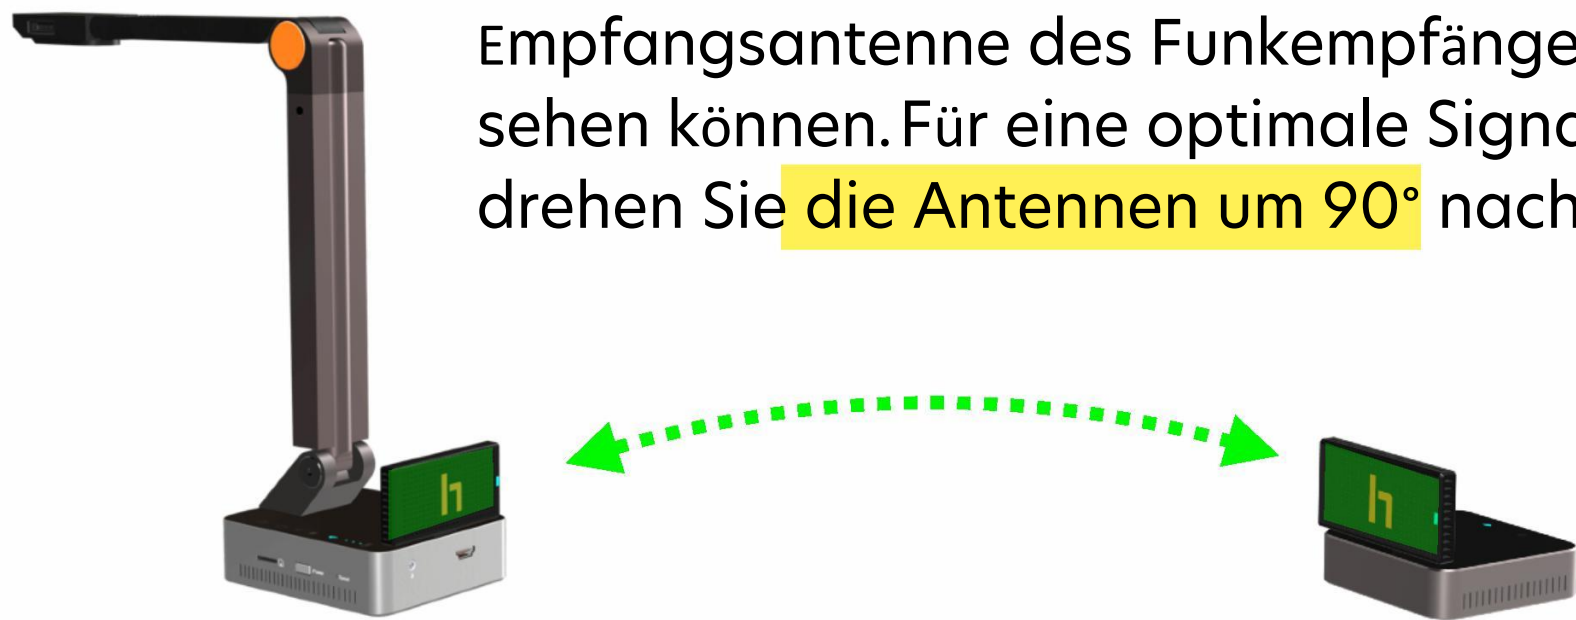 Empfangsantenne des Funkempfänge
sehen können. Für eine optimale Signa
drehen Sie die Antennen um 90° nach
h
h